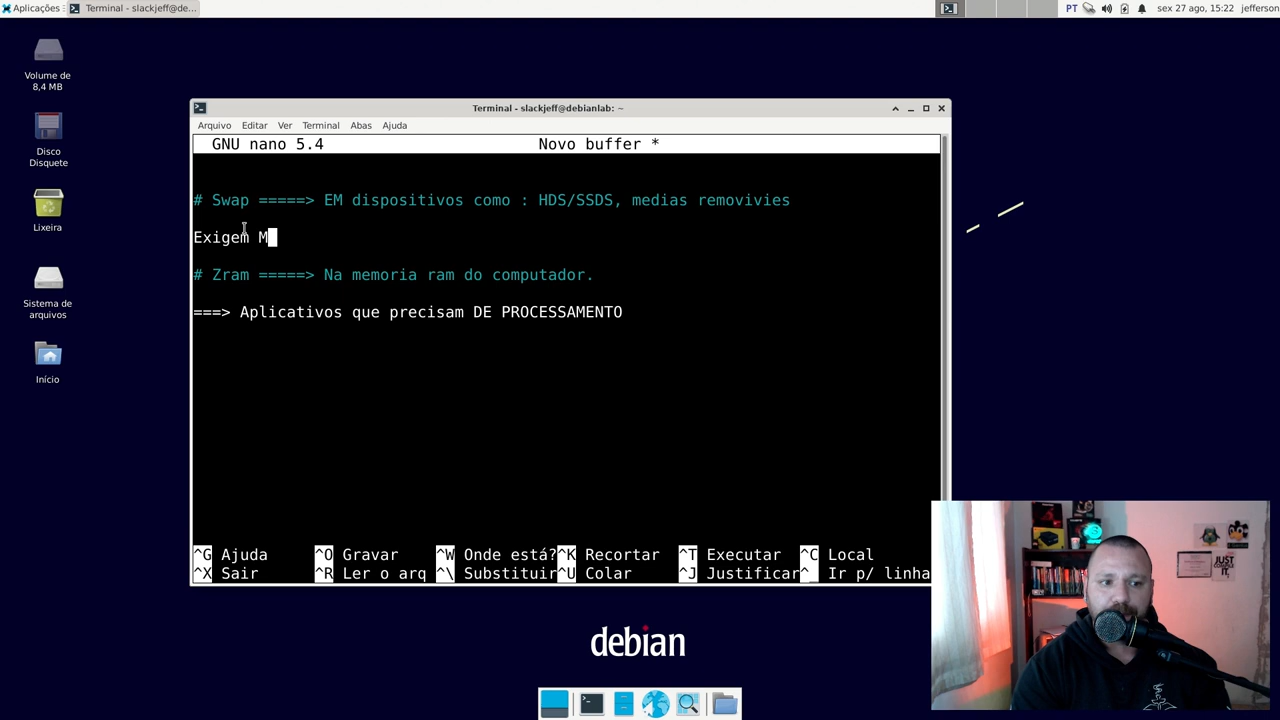 Aplicações
Terminal - slackjeff@de...
PT
sex 27 ago, 15:22
jefferson
Volume de
8,4 MB
Disco
Disquete
Lixeira
Sistema de
arquivos
Início
Terminal - slackjeff@debianlab: ~
Arquivo Editar Ver Terminal Abas Ajuda
GNU nano 5.4 Novo buffer *
# Swap =====> EM dispositivos como : HDS/SSDS, medias removivies
Exigem M
# Zram =====> Na memoria ram do computador.
===> Aplicativos que precisam DE PROCESSAMENTO
^G Ajuda ^O Gravar ^W Onde está? ^K Recortar ^T Executar ^C Local
^X Sair ^R Ler o arq ^\ Substituir ^U Colar ^J Justificar ^_ Ir p/ linha
debian